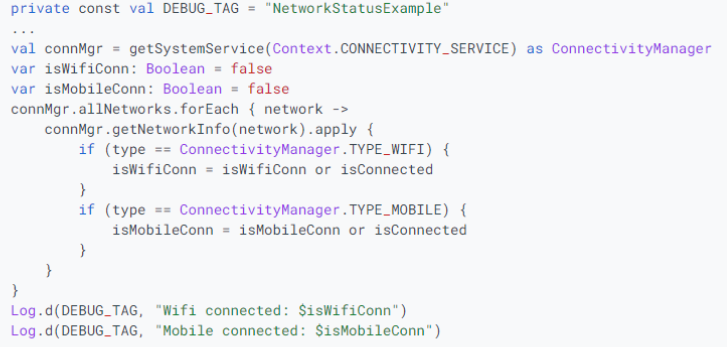 private const val DEBUG_TAG = "NetworkStatusExample"
...
val connMgr = getSystemService(Context.CONNECTIVITY_SERVICE) as ConnectivityManager
var isWifiConn: Boolean = false
var isMobileConn: Boolean = false
connMgr.allNetworks.forEach { network ->
    connMgr.getNetworkInfo(network).apply {
        if (type == ConnectivityManager.TYPE_WIFI) {
            isWifiConn = isWifiConn or isConnected
        }
        if (type == ConnectivityManager.TYPE_MOBILE) {
            isMobileConn = isMobileConn or isConnected
        }
    }
}
Log.d(DEBUG_TAG, "Wifi connected: $isWifiConn")
Log.d(DEBUG_TAG, "Mobile connected: $isMobileConn")